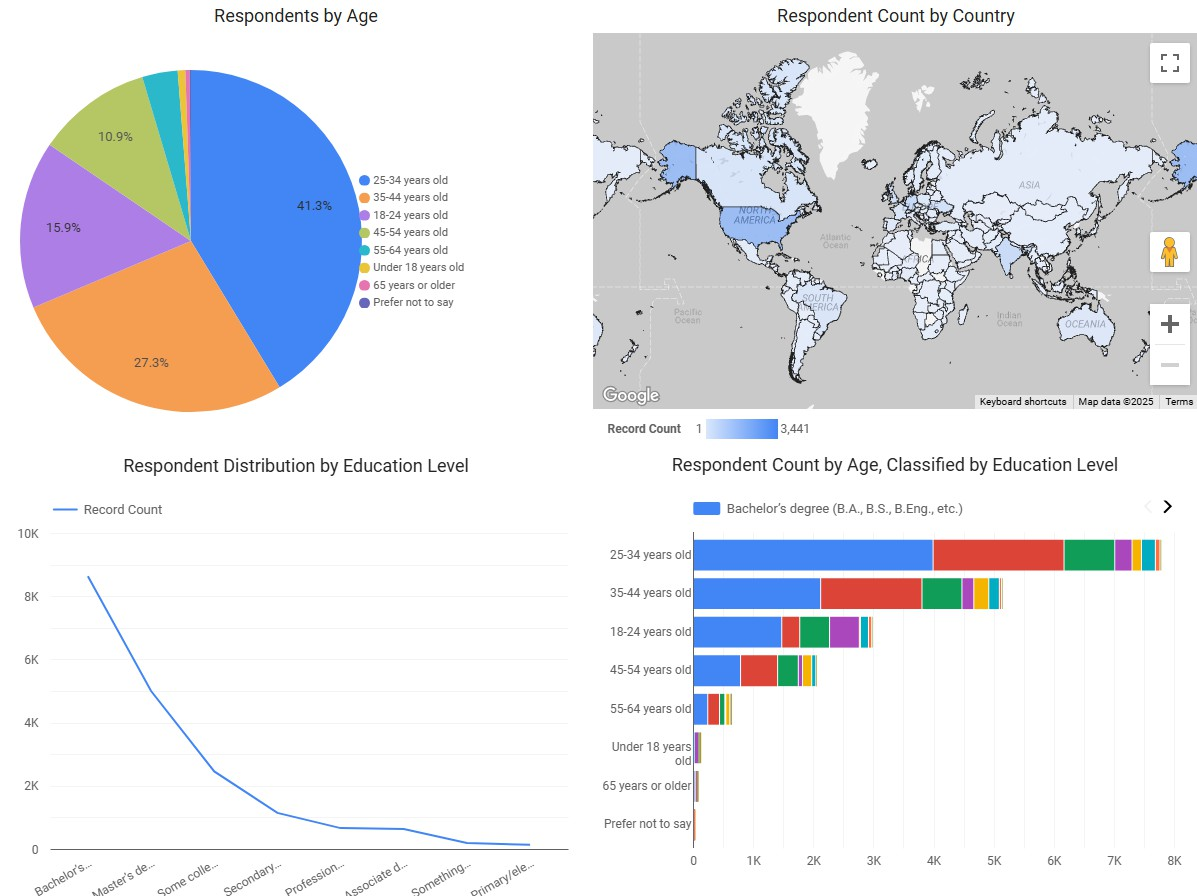 Respondents by Age
41.3%
27.3%
15.9%
10.9%
25-34 years old
35-44 years old
18-24 years old
45-54 years old
55-64 years old
Under 18 years old
65 years or older
Prefer not to say
Respondent Count by Country
NORTH
AMERICA
ASIA
Atlantic
Ocean
AFRICA
SOUTH
AMERICA
Pacific
Ocean
Indian
Ocean
OCEANIA
Google
Keyboard shortcuts
Map data ©2025
Terms
Record Count 1 3,441
Respondent Distribution by Education Level
Record Count
10K
8K
6K
4K
2K
0
Bachelor's...
Master's de...
Some colle...
Secondary...
Profession...
Associate d...
Something...
Primary/ele...
Respondent Count by Age, Classified by Education Level
Bachelor's degree (B.A., B.S., B.Eng., etc.)
25-34 years old
35-44 years old
18-24 years old
45-54 years old
55-64 years old
Under 18 years
old
65 years or older
Prefer not to say
0 1K 2K 3K 4K 5K 6K 7K 8K